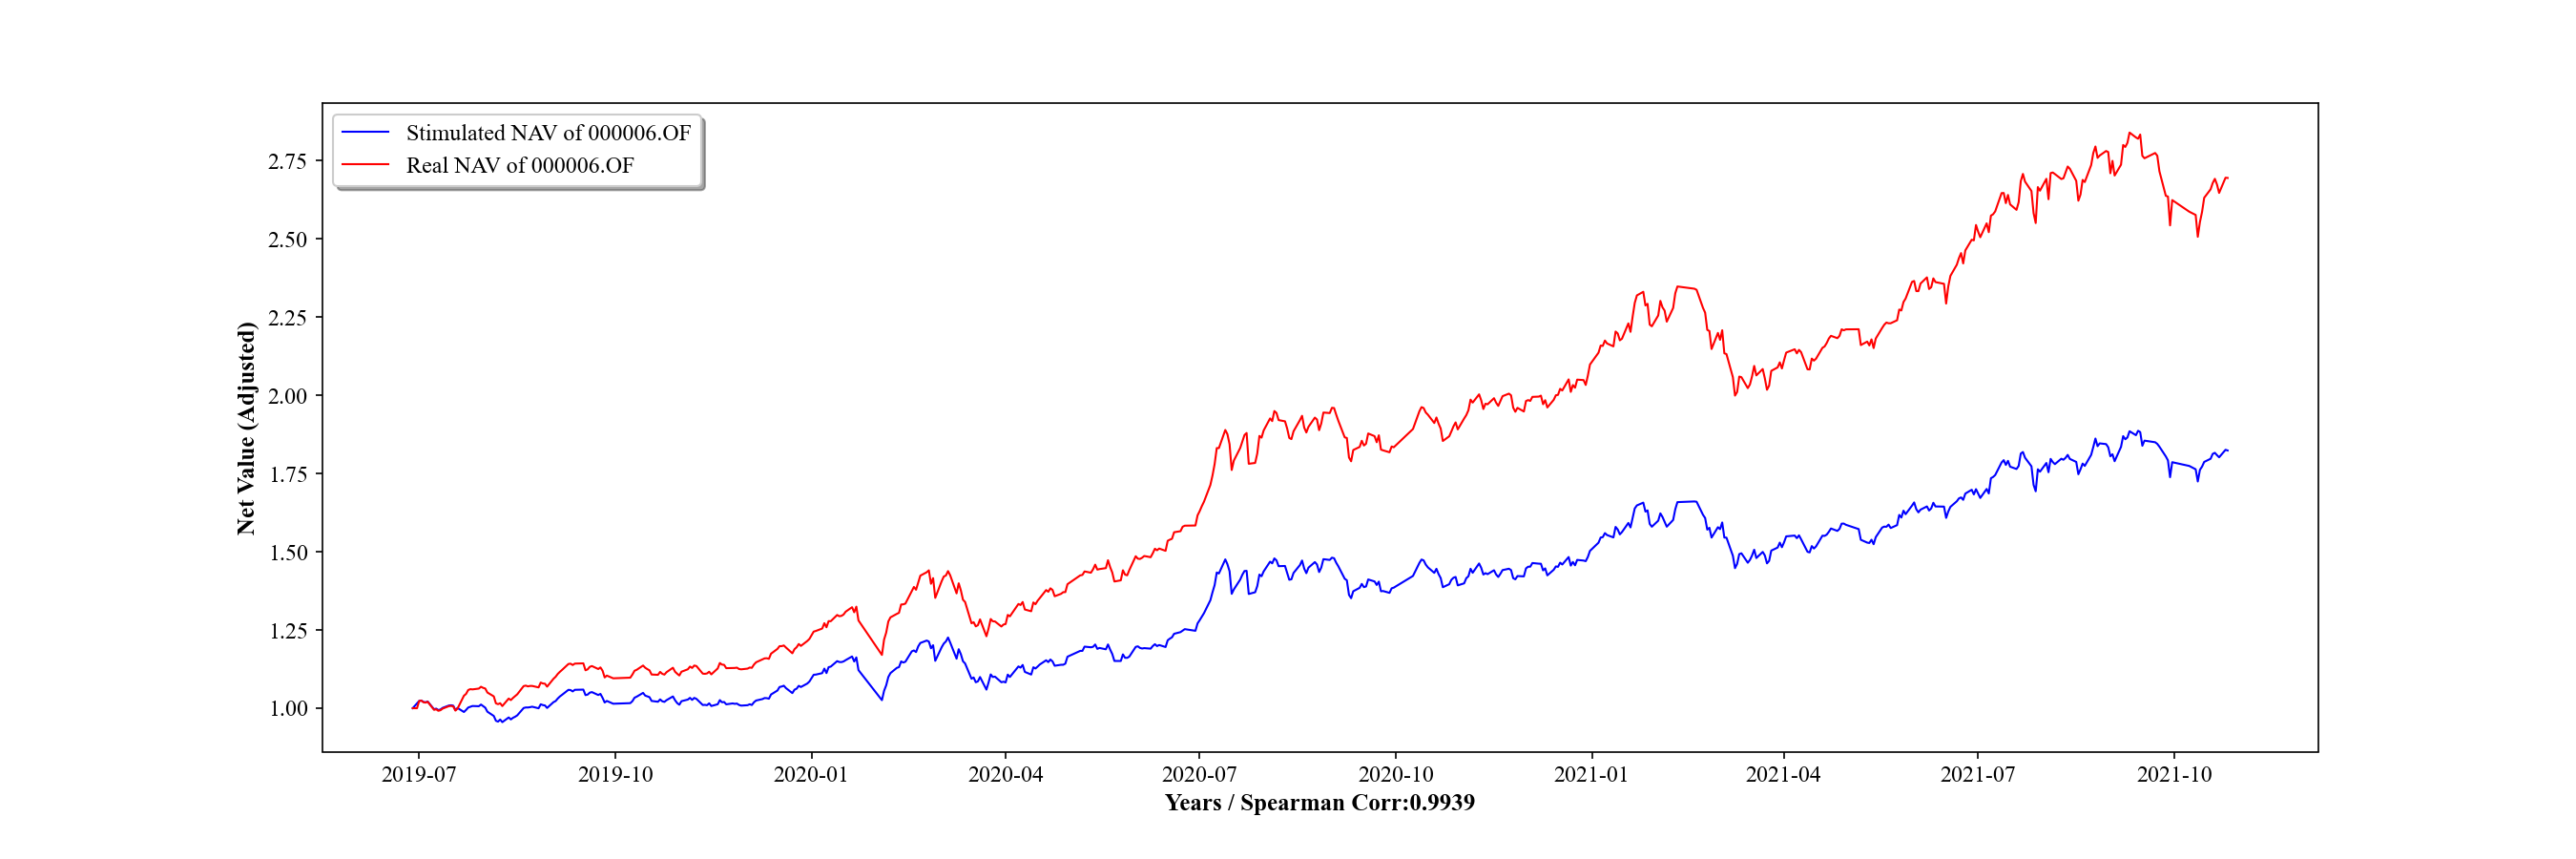 Stimulated NAV of 000006.OF
Real NAV of 000006.OF
Net Value (Adjusted)
2.75
2.50
2.25
2.00
1.75
1.50
1.25
1.00
2019-07 2019-10 2020-01 2020-04 2020-07 2020-10 2021-01 2021-04 2021-07 2021-10
Years / Spearman Corr:0.9939